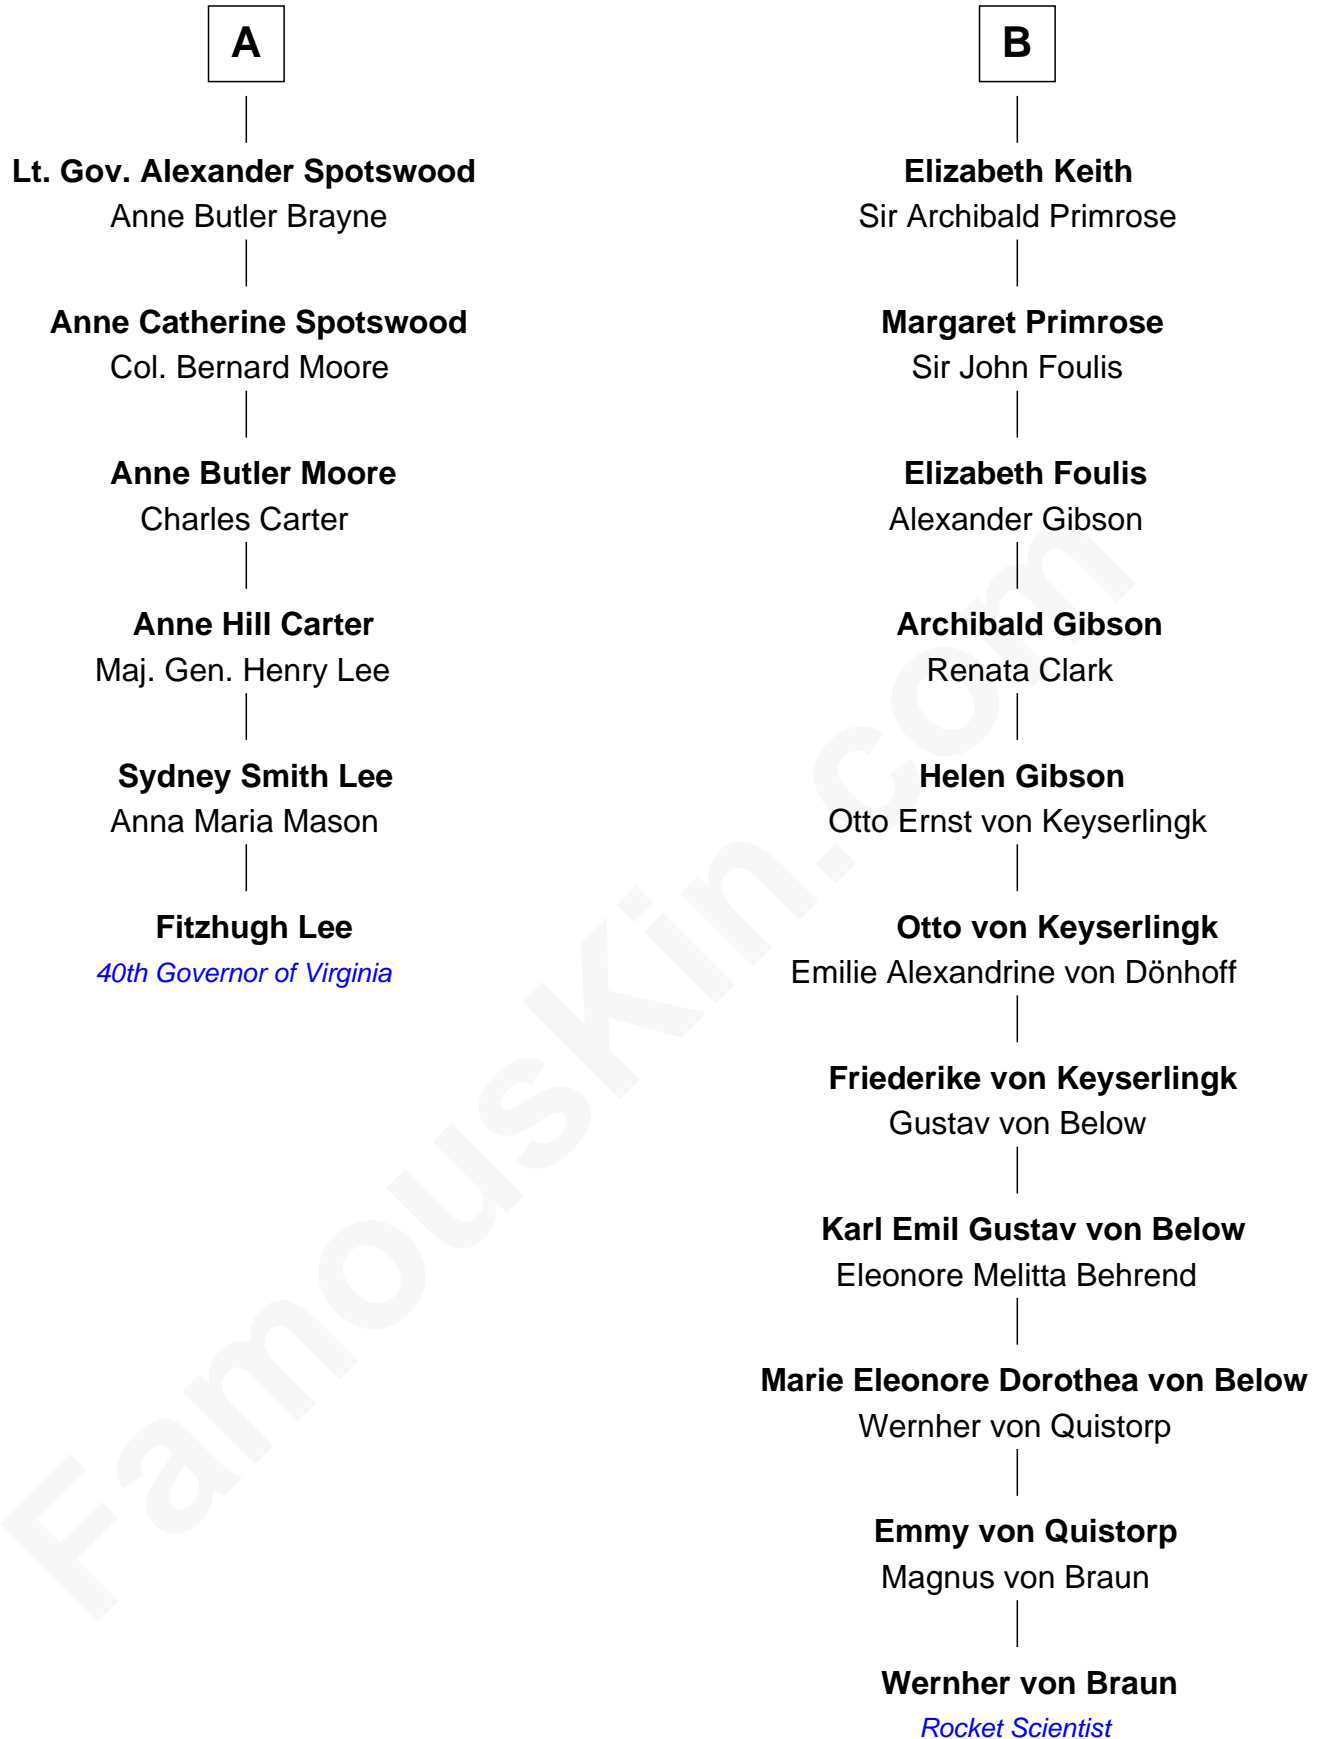 A
Lt. Gov. Alexander Spotswood
Anne Butler Brayne
Anne Catherine Spotswood
Col. Bernard Moore
Anne Butler Moore
Charles Carter
Anne Hill Carter
Maj. Gen. Henry Lee
Sydney Smith Lee
Anna Maria Mason
Fitzhugh Lee
40th Governor of Virginia
B
Elizabeth Keith
Sir Archibald Primrose
Margaret Primrose
Sir John Foulis
Elizabeth Foulis
Alexander Gibson
Archibald Gibson
Renata Clark
Helen Gibson
Otto Ernst von Keyserlingk
Otto von Keyserlingk
Emilie Alexandrine von Dönhoff
Friederike von Keyserlingk
Gustav von Below
Karl Emil Gustav von Below
Eleonore Melitta Behrend
Marie Eleonore Dorothea von Below
Wernher von Quistorp
Emmy von Quistorp
Magnus von Braun
Wernher von Braun
Rocket Scientist
FamousKin.com